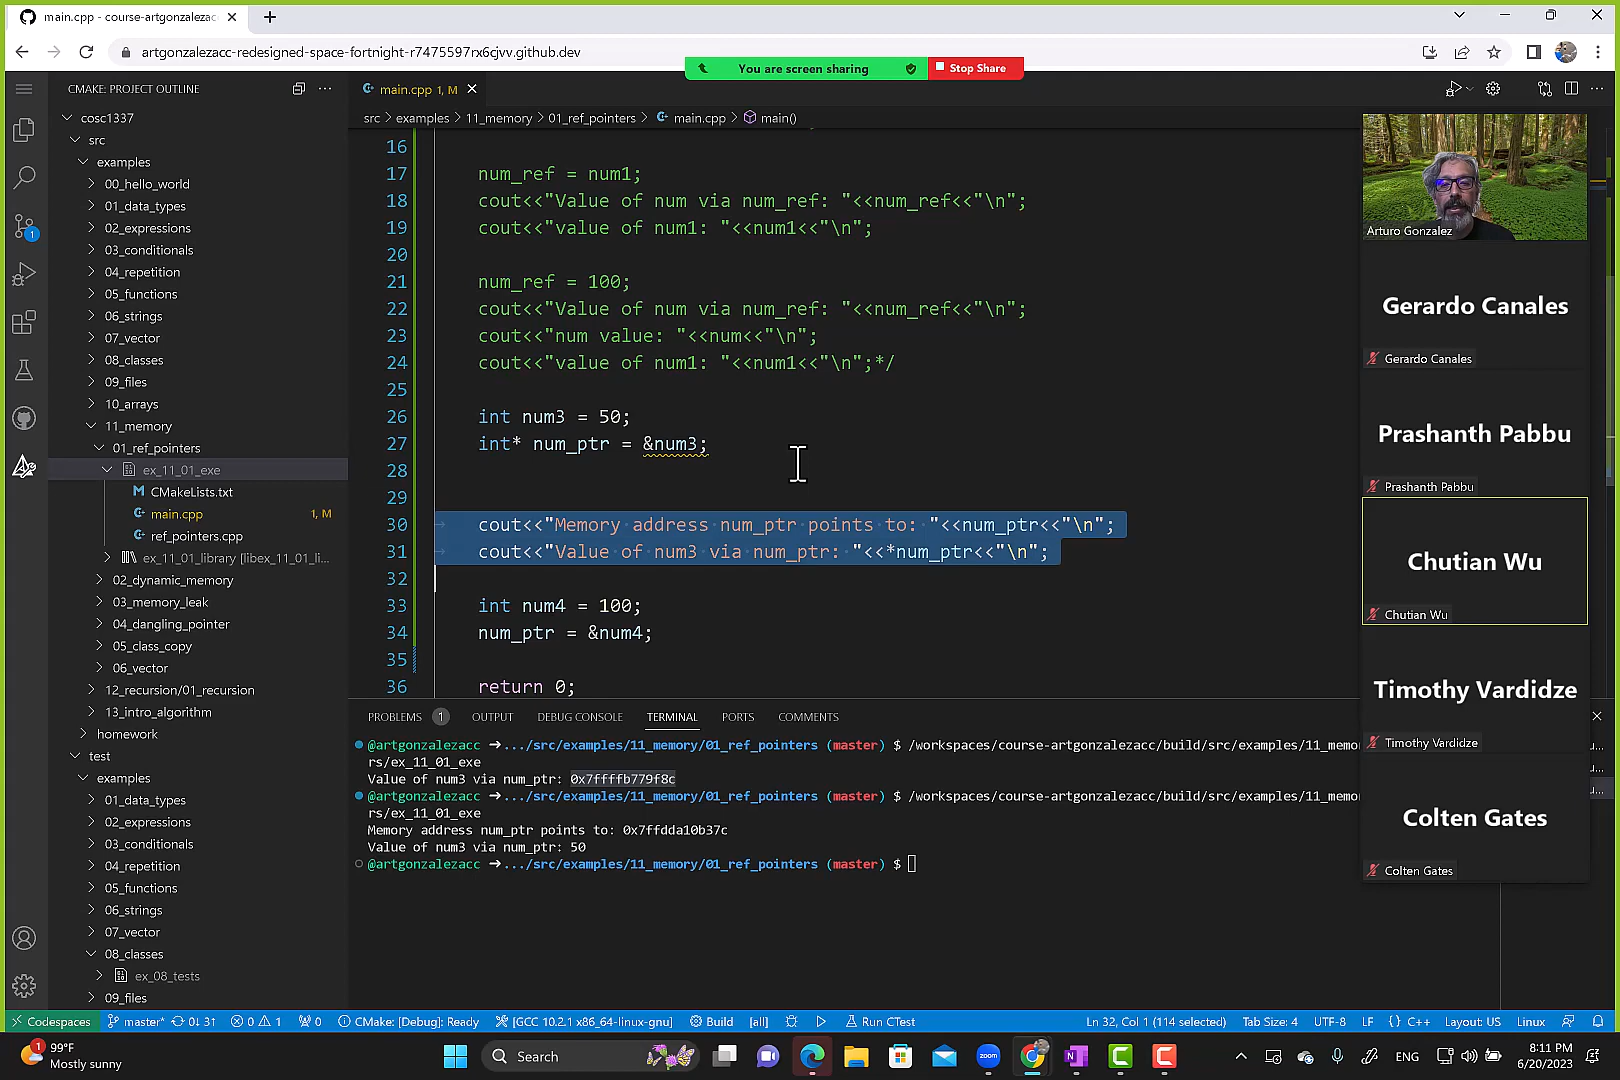 main.cpp - course-artgonzalezac
artgonzalezacc-redesigned-space-fortnight-r7475597rx6cjvv.github.dev
You are screen sharing
Stop Share
CMAKE: PROJECT OUTLINE
main.cpp 1, M
src > examples > 11_memory > 01_ref_pointers > main.cpp > main()
cosc1337
src
examples
00_hello_world
01_data_types
02_expressions
03_conditionals
04_repetition
05_functions
06_strings
07_vector
08_classes
09_files
10_arrays
11_memory
01_ref_pointers
ex_11_01_exe
CMakeLists.txt
main.cpp 1, M
ref_pointers.cpp
ex_11_01_library [libex_11_01_li...
02_dynamic_memory
03_memory_leak
04_dangling_pointer
05_class_copy
06_vector
12_recursion/01_recursion
13_intro_algorithm
homework
test
examples
01_data_types
02_expressions
03_conditionals
04_repetition
05_functions
06_strings
07_vector
08_classes
ex_08_tests
09_files
1
16
17 num_ref = num1;
18 cout<<"Value of num via num_ref: "<<num_ref<<"\n";
19 cout<<"value of num1: "<<num1<<"\n";
20
21 num_ref = 100;
22 cout<<"Value of num via num_ref: "<<num_ref<<"\n";
23 cout<<"num value: "<<num<<"\n";
24 cout<<"value of num1: "<<num1<<"\n";*/
25
26 int num3 = 50;
27 int* num_ptr = &num3;
28
29
30 cout<<"Memory address num_ptr points to: "<<num_ptr<<"\n";
31 cout<<"Value of num3 via num_ptr: "<<*num_ptr<<"\n";
32
33 int num4 = 100;
34 num_ptr = &num4;
35
36 return 0;
PROBLEMS 1 OUTPUT DEBUG CONSOLE TERMINAL PORTS COMMENTS
@artgonzalezacc ➜.../src/examples/11_memory/01_ref_pointers (master) $ /workspaces/course-artgonzalezacc/build/src/examples/11_memo
rs/ex_11_01_exe
Value of num3 via num_ptr: 0x7ffffb779f8c
@artgonzalezacc ➜.../src/examples/11_memory/01_ref_pointers (master) $ /workspaces/course-artgonzalezacc/build/src/examples/11_memo
rs/ex_11_01_exe
Memory address num_ptr points to: 0x7ffdda10b37c
Value of num3 via num_ptr: 50
@artgonzalezacc ➜.../src/examples/11_memory/01_ref_pointers (master) $
Arturo Gonzalez
Gerardo Canales
Gerardo Canales
Prashanth Pabbu
Prashanth Pabbu
Chutian Wu
Chutian Wu
Timothy Vardidze
Timothy Vardidze
Colten Gates
Colten Gates
Codespaces master* 0↓ 3↑ 0 1 0 CMake: [Debug]: Ready [GCC 10.2.1 x86_64-linux-gnu] Build [all] Run CTest Ln 32, Col 1 (114 selected) Tab Size: 4 UTF-8 LF {} C++ Layout: US Linux
1
99°F
Mostly sunny
Search
zoom
ENG
8:11 PM
6/20/2023